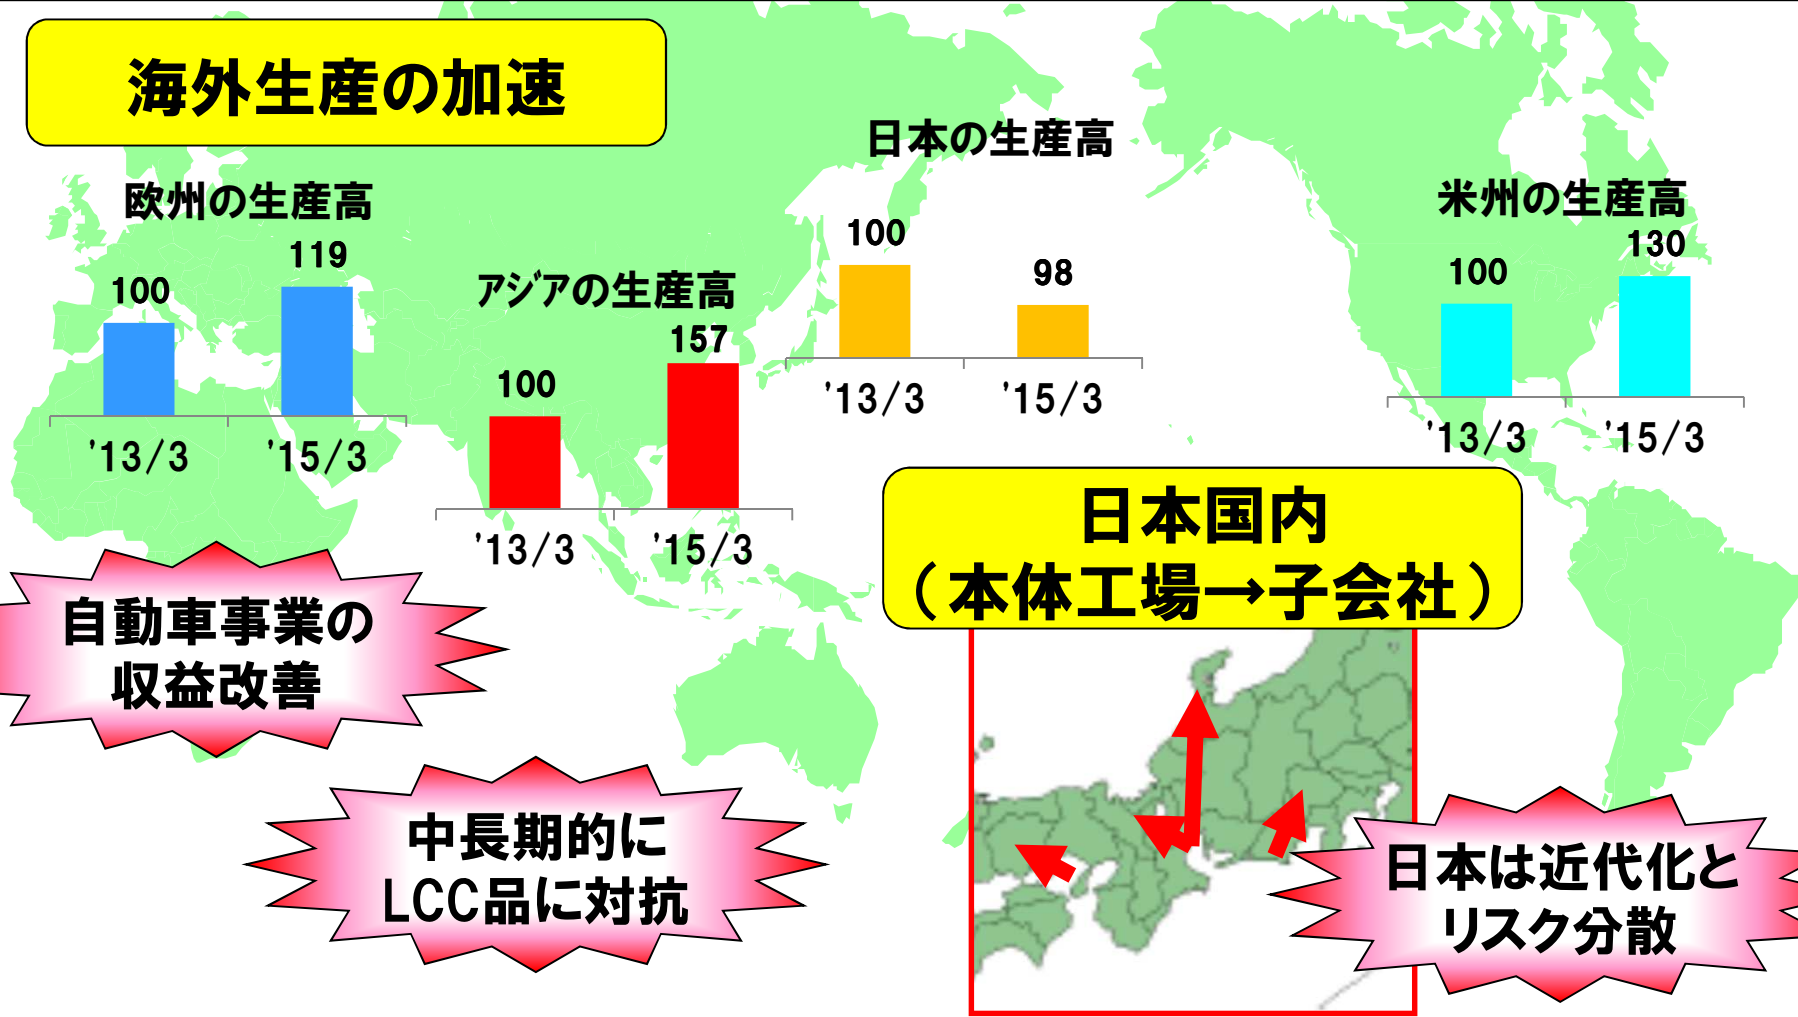 海外生産の加速
欧州の生産高
100
119
'13/3
'15/3
アジアの生産高
100
157
'13/3
'15/3
日本の生産高
100
98
'13/3
'15/3
米州の生産高
100
130
'13/3
'15/3
日本国内
（本体工場→子会社）
自動車事業の
収益改善
中長期的に
LCC品に対抗
日本は近代化と
リスク分散